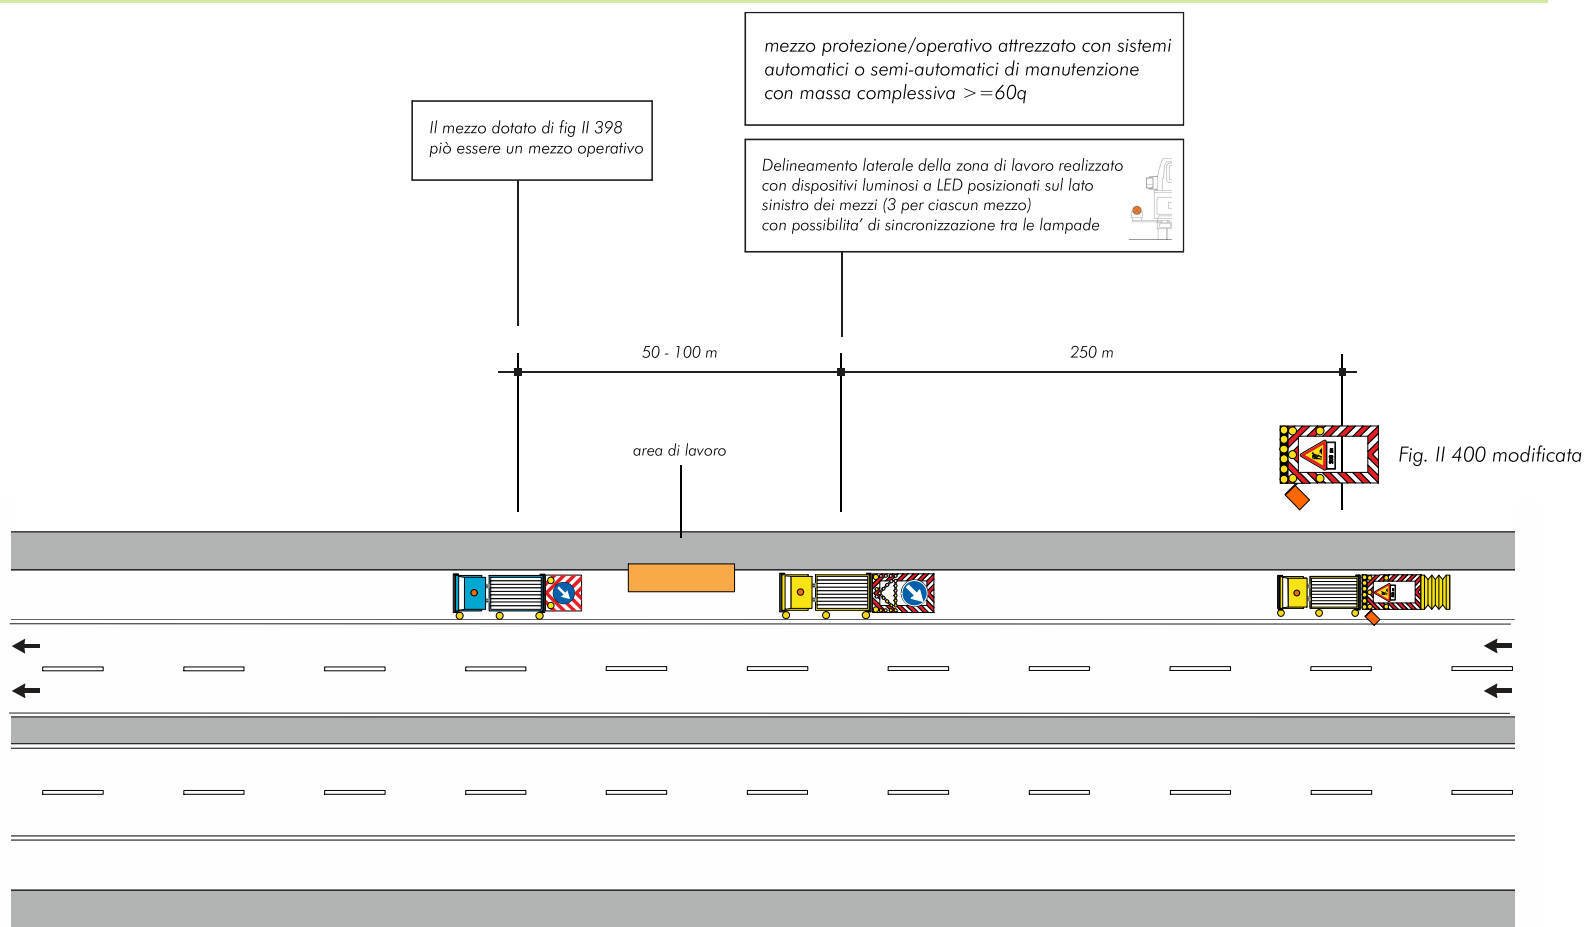 mezzo protezione/operativo attrezzato con sistemi
automatici o semi-automatici di manutenzione
con massa complessiva >=60q
Il mezzo dotato di fig II 398
piò essere un mezzo operativo
Delineamento laterale della zona di lavoro realizzato
con dispositivi luminosi a LED posizionati sul lato
sinistro dei mezzi (3 per ciascun mezzo)
con possibilita' di sincronizzazione tra le lampade
50 - 100 m
250 m
area di lavoro
Fig. II 400 modificata